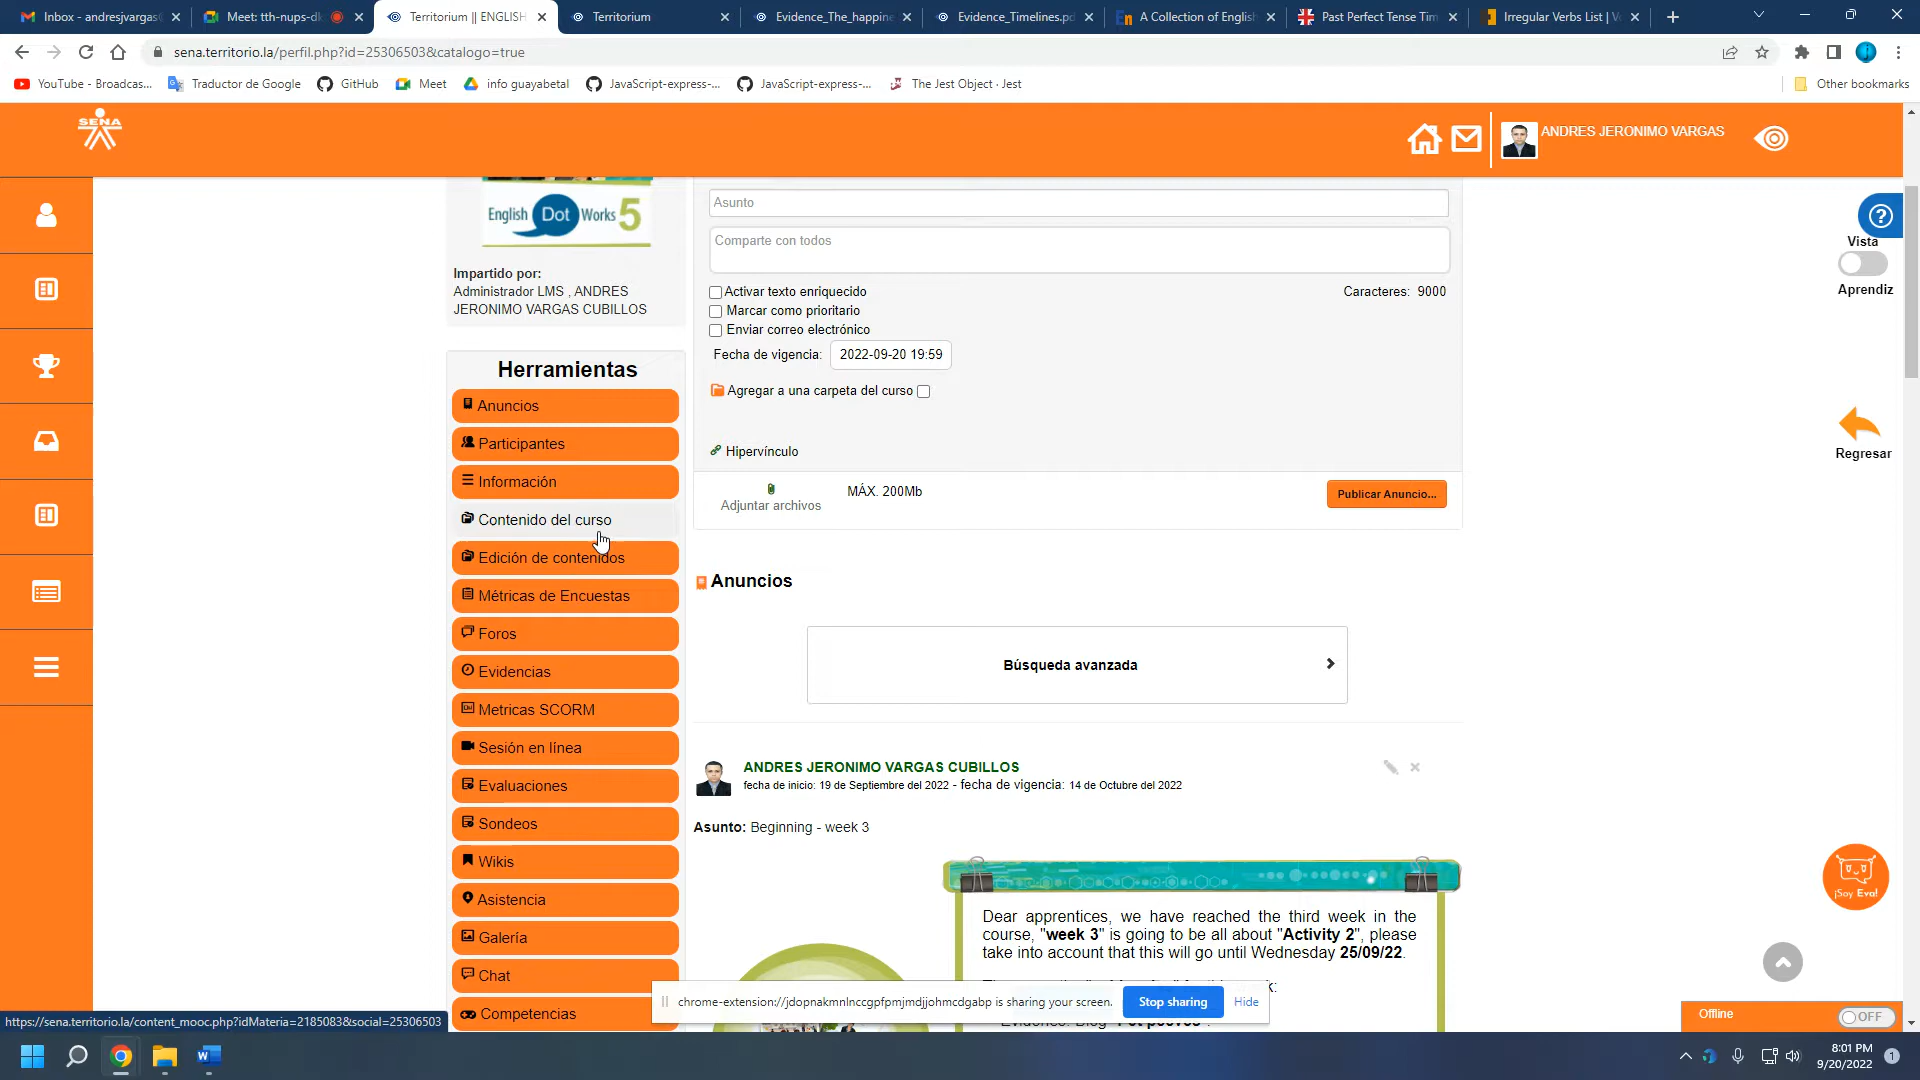 Inbox - andresjvargas
Meet: tth-nups-dl
Territorium || ENGLISH
Territorium
Evidence_The_happine
Evidence_Timelines.pd
A Collection of English
Past Perfect Tense Tim
Irregular Verbs List | Vo
sena.territorio.la/perfil.php?id=25306503&catalogo=true
YouTube - Broadcas...
Traductor de Google
GitHub
Meet
info guayabetal
JavaScript-express-...
JavaScript-express-...
The Jest Object · Jest
Other bookmarks
SENA
ANDRES JERONIMO VARGAS
English Dot Works 5
Impartido por:
Administrador LMS , ANDRES
JERONIMO VARGAS CUBILLOS
Herramientas
Anuncios
Participantes
Información
Contenido del curso
Edición de contenidos
Métricas de Encuestas
Foros
Evidencias
Metricas SCORM
Sesión en línea
Evaluaciones
Sondeos
Wikis
Asistencia
Galería
Chat
Competencias
Asunto
Comparte con todos
Activar texto enriquecido
Caracteres: 9000
Marcar como prioritario
Enviar correo electrónico
Fecha de vigencia: 2022-09-20 19:59
Agregar a una carpeta del curso
Hipervínculo
Adjuntar archivos
MÁX. 200Mb
Publicar Anuncio...
Anuncios
Búsqueda avanzada
ANDRES JERONIMO VARGAS CUBILLOS
fecha de inicio: 19 de Septiembre del 2022 - fecha de vigencia: 14 de Octubre del 2022
Asunto: Beginning - week 3
Dear apprentices, we have reached the third week in the
course, "week 3" is going to be all about "Activity 2", please
take into account that this will go until Wednesday 25/09/22.
Vista
Aprendiz
Regresar
¡Soy Eva!
chrome-extension://jdopnakmnlnccgpfpmjmdjjohmcdgabp is sharing your screen.
Stop sharing
Hide
https://sena.territorio.la/content_mooc.php?idMateria=2185083&social=25306503
Offline
OFF
8:01 PM
9/20/2022
1